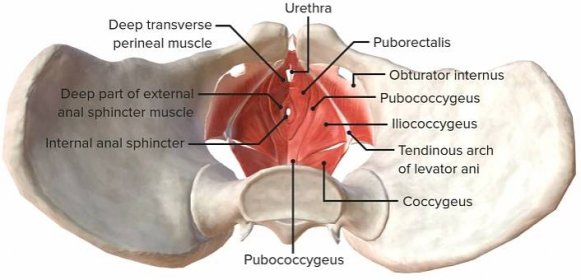 Urethra
Deep transverse
perineal muscle
Puborectalis
Obturator internus
Deep part of external
anal sphincter muscle
Pubococcygeus
Iliococcygeus
Internal anal sphincter
Tendinous arch
of levator ani
Coccygeus
Pubococcygeus